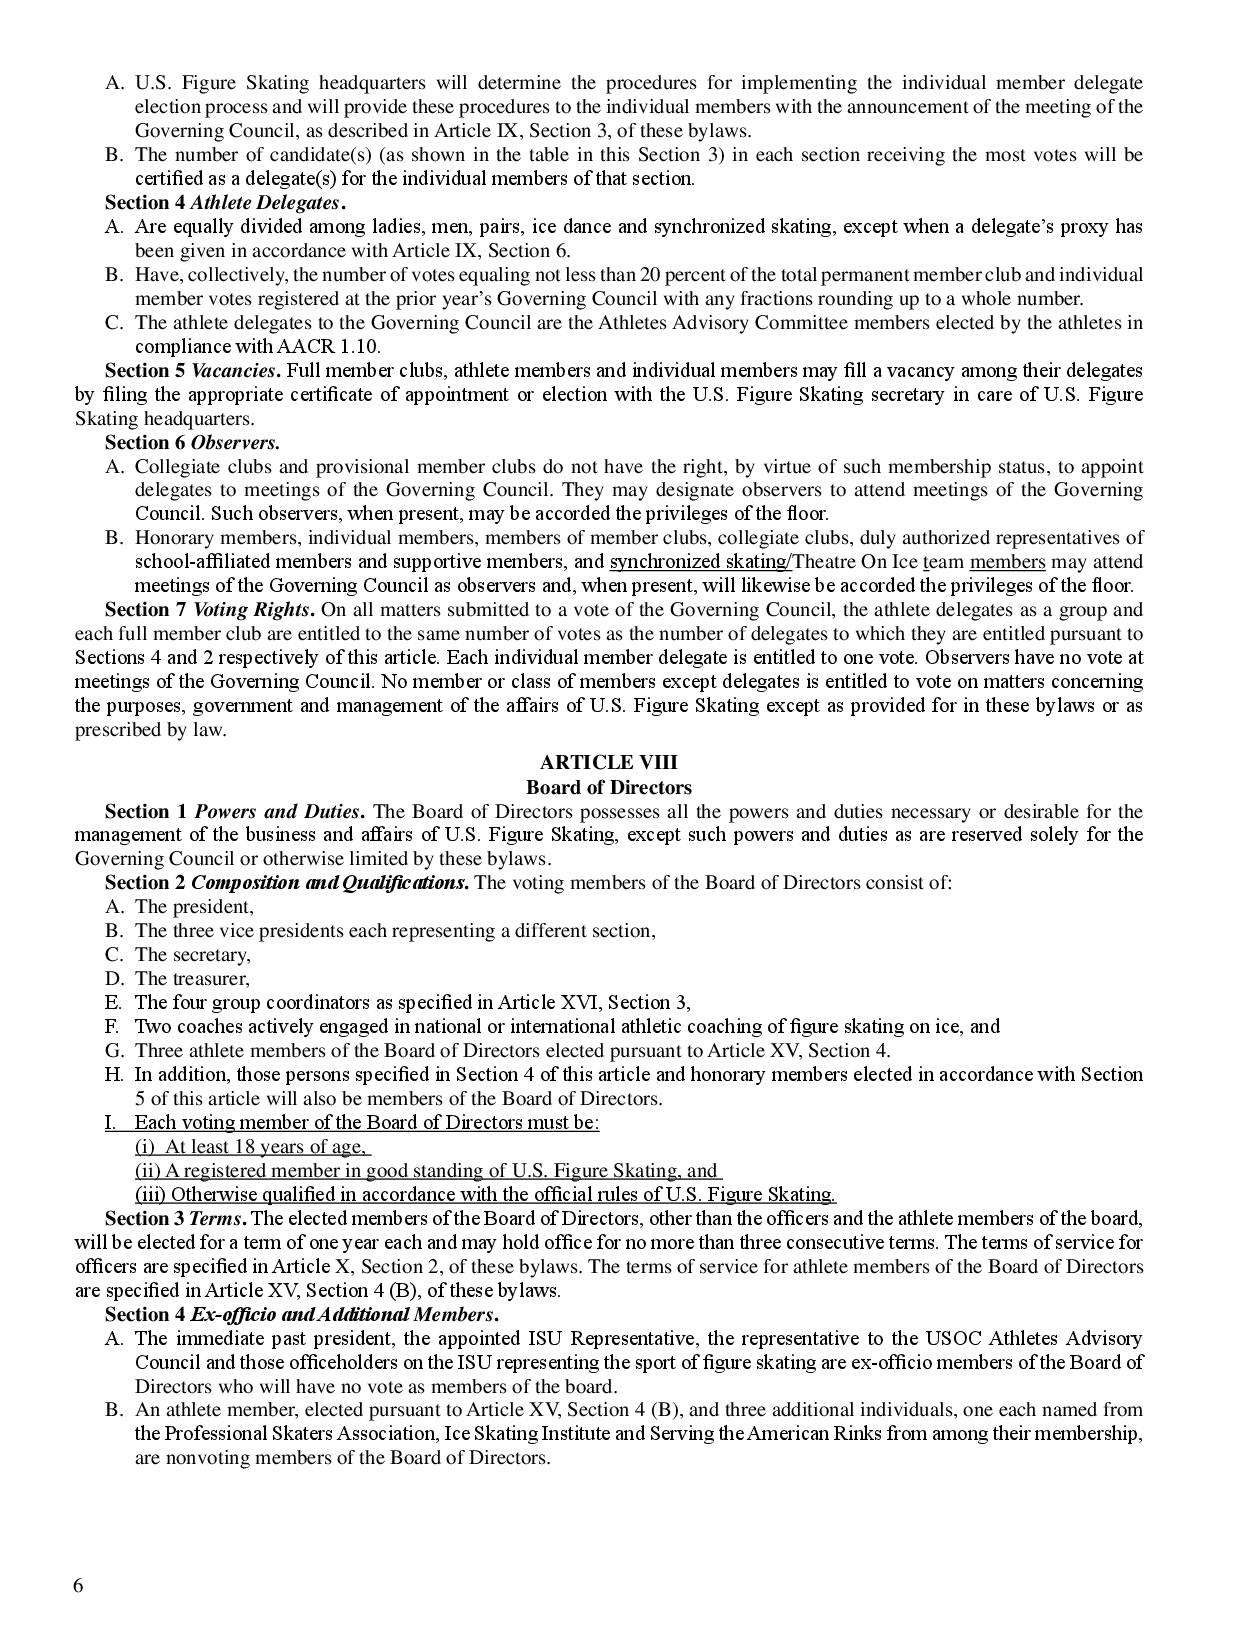 A. U.S. Figure Skating headquarters will determine the procedures for implementing the individual member delegate
election process and will provide these procedures to the individual members with the announcement of the meeting of the
Governing Council, as described in Article IX, Section 3, of these bylaws.
B. The number of candidate(s) (as shown in the table in this Section 3) in each section receiving the most votes will be
certified as a delegate(s) for the individual members of that section.
Section 4 Athlete Delegates.
A. Are equally divided among ladies, men, pairs, ice dance and synchronized skating, except when a delegate’s proxy has
been given in accordance with Article IX, Section 6.
B. Have, collectively, the number of votes equaling not less than 20 percent of the total permanent member club and individual
member votes registered at the prior year’s Governing Council with any fractions rounding up to a whole number.
C. The athlete delegates to the Governing Council are the Athletes Advisory Committee members elected by the athletes in
compliance with AACR 1.10.
Section 5 Vacancies. Full member clubs, athlete members and individual members may fill a vacancy among their delegates
by filing the appropriate certificate of appointment or election with the U.S. Figure Skating secretary in care of U.S. Figure
Skating headquarters.
Section 6 Observers.
A. Collegiate clubs and provisional member clubs do not have the right, by virtue of such membership status, to appoint
delegates to meetings of the Governing Council. They may designate observers to attend meetings of the Governing
Council. Such observers, when present, may be accorded the privileges of the floor.
B. Honorary members, individual members, members of member clubs, collegiate clubs, duly authorized representatives of
school-affiliated members and supportive members, and synchronized skating/Theatre On Ice team members may attend
meetings of the Governing Council as observers and, when present, will likewise be accorded the privileges of the floor.
Section 7 Voting Rights. On all matters submitted to a vote of the Governing Council, the athlete delegates as a group and
each full member club are entitled to the same number of votes as the number of delegates to which they are entitled pursuant to
Sections 4 and 2 respectively of this article. Each individual member delegate is entitled to one vote. Observers have no vote at
meetings of the Governing Council. No member or class of members except delegates is entitled to vote on matters concerning
the purposes, government and management of the affairs of U.S. Figure Skating except as provided for in these bylaws or as
prescribed by law.
ARTICLE VIII
Board of Directors
Section 1 Powers and Duties. The Board of Directors possesses all the powers and duties necessary or desirable for the
management of the business and affairs of U.S. Figure Skating, except such powers and duties as are reserved solely for the
Governing Council or otherwise limited by these bylaws.
Section 2 Composition and Qualifications. The voting members of the Board of Directors consist of:
A. The president,
B. The three vice presidents each representing a different section,
C. The secretary,
D. The treasurer,
E. The four group coordinators as specified in Article XVI, Section 3,
F. Two coaches actively engaged in national or international athletic coaching of figure skating on ice, and
G. Three athlete members of the Board of Directors elected pursuant to Article XV, Section 4.
H. In addition, those persons specified in Section 4 of this article and honorary members elected in accordance with Section
5 of this article will also be members of the Board of Directors.
I. Each voting member of the Board of Directors must be:
(i) At least 18 years of age,
(ii) A registered member in good standing of U.S. Figure Skating, and
(iii) Otherwise qualified in accordance with the official rules of U.S. Figure Skating.
Section 3 Terms. The elected members of the Board of Directors, other than the officers and the athlete members of the board,
will be elected for a term of one year each and may hold office for no more than three consecutive terms. The terms of service for
officers are specified in Article X, Section 2, of these bylaws. The terms of service for athlete members of the Board of Directors
are specified in Article XV, Section 4 (B), of these bylaws.
Section 4 Ex-officio and Additional Members.
A. The immediate past president, the appointed ISU Representative, the representative to the USOC Athletes Advisory
Council and those officeholders on the ISU representing the sport of figure skating are ex-officio members of the Board of
Directors who will have no vote as members of the board.
B. An athlete member, elected pursuant to Article XV, Section 4 (B), and three additional individuals, one each named from
the Professional Skaters Association, Ice Skating Institute and Serving the American Rinks from among their membership,
are nonvoting members of the Board of Directors.
6